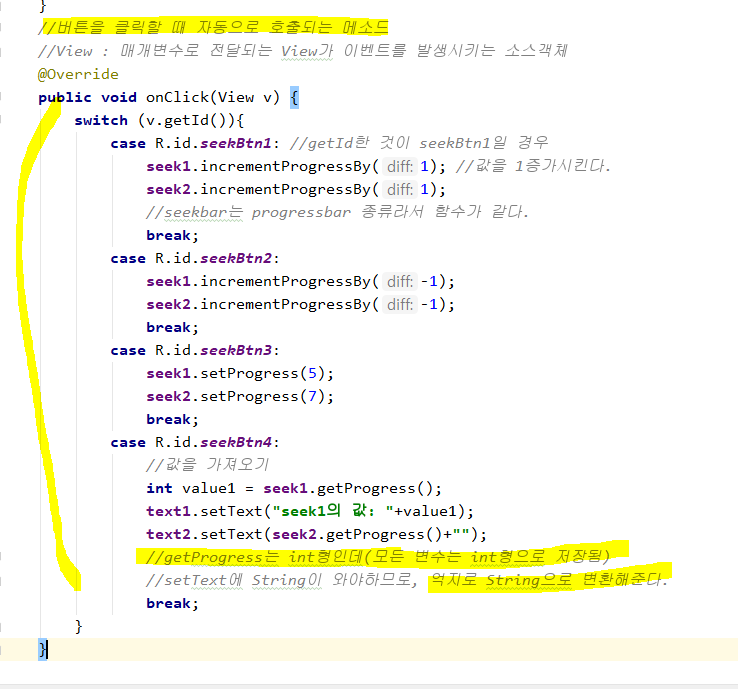 }
//버튼을 클릭할 때 자동으로 호출되는 메소드
//View : 매개변수로 전달되는 View가 이벤트를 발생시키는 소스객체
@Override
public void onClick(View v) {
switch (v.getId()){
case R.id.seekBtn1: //getId한 것이 seekBtn1일 경우
seek1.incrementProgressBy( diff: 1); //값을 1증가시킨다.
seek2.incrementProgressBy( diff: 1);
//seekbar는 progressbar 종류라서 함수가 같다.
break;
case R.id.seekBtn2:
seek1.incrementProgressBy( diff: -1);
seek2.incrementProgressBy( diff: -1);
break;
case R.id.seekBtn3:
seek1.setProgress(5);
seek2.setProgress(7);
break;
case R.id.seekBtn4:
//값을 가져오기
int value1 = seek1.getProgress();
text1.setText("seek1의 값: "+value1);
text2.setText(seek2.getProgress()+"");
//getProgress는 int형인데(모든 변수는 int형으로 저장됨)
//setText에 String이 와야하므로, 억지로 String으로 변환해준다.
break;
}
}